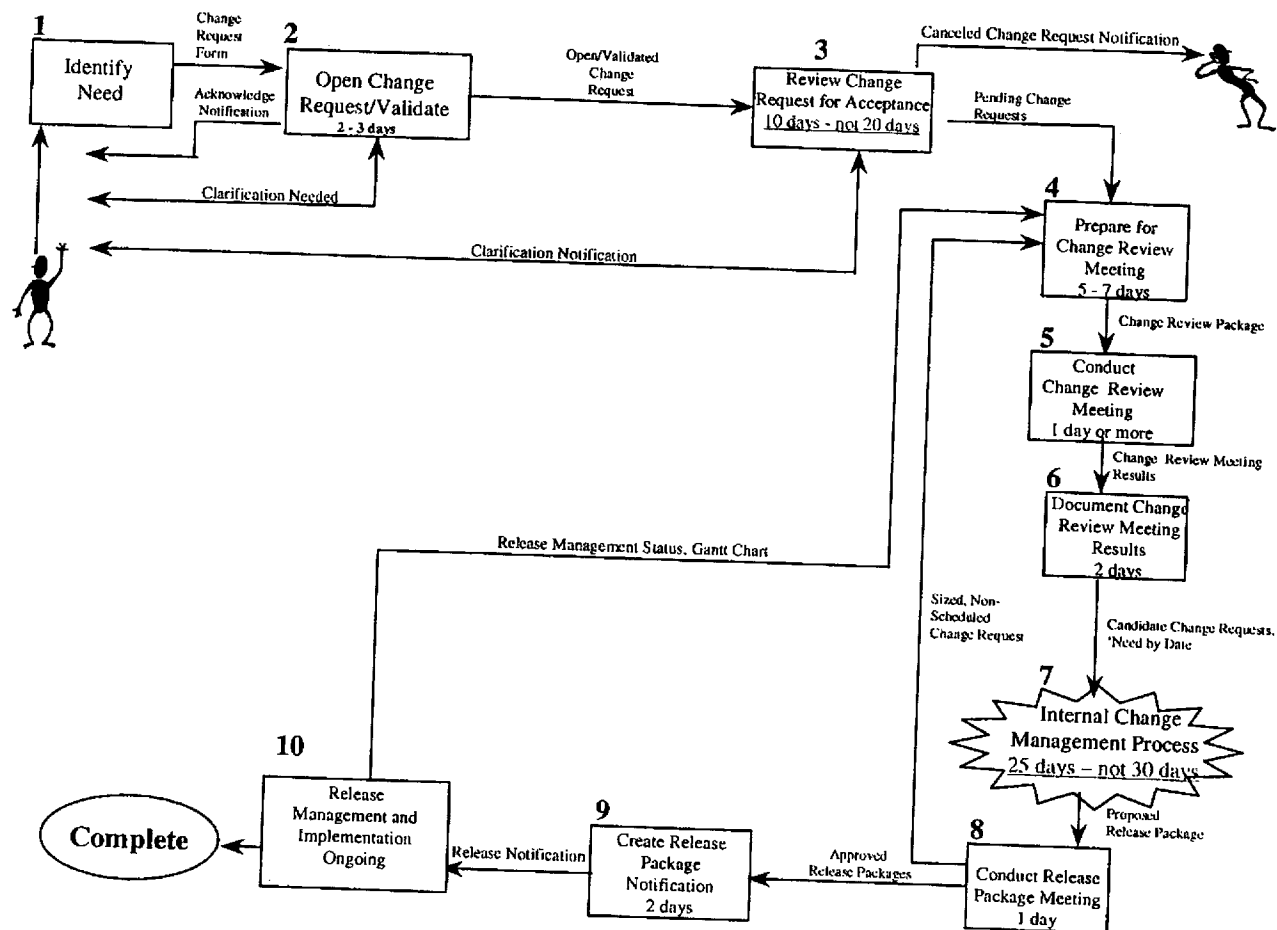 1
Identify
Need
Change
Request
Form
2
Open Change
Request/Validate
2 - 3 days
Acknowledge
Notification
Clarification Needed
Clarification Notification
Open/Validated
Change
Request
3
Review Change
Request for Acceptance
10 days - not 20 days
Canceled Change Request Notification
Pending Change
Requests
4
Prepare for
Change Review
Meeting
5 - 7 days
Change Review Package
5
Conduct
Change Review
Meeting
1 day or more
Change Review Meeting
Results
6
Document Change
Review Meeting
Results
2 days
Release Management Status, Gantt Chart
Sized, Non-
Scheduled
Change Request
Candidate Change Requests,
'Need by Date
7
Internal Change
Management Process
25 days – not 30 days
Proposed
Release Package
8
Conduct Release
Package Meeting
1 day
Approved
Release Packages
9
Create Release
Package
Notification
2 days
Release Notification
10
Release
Management and
Implementation
Ongoing
Complete